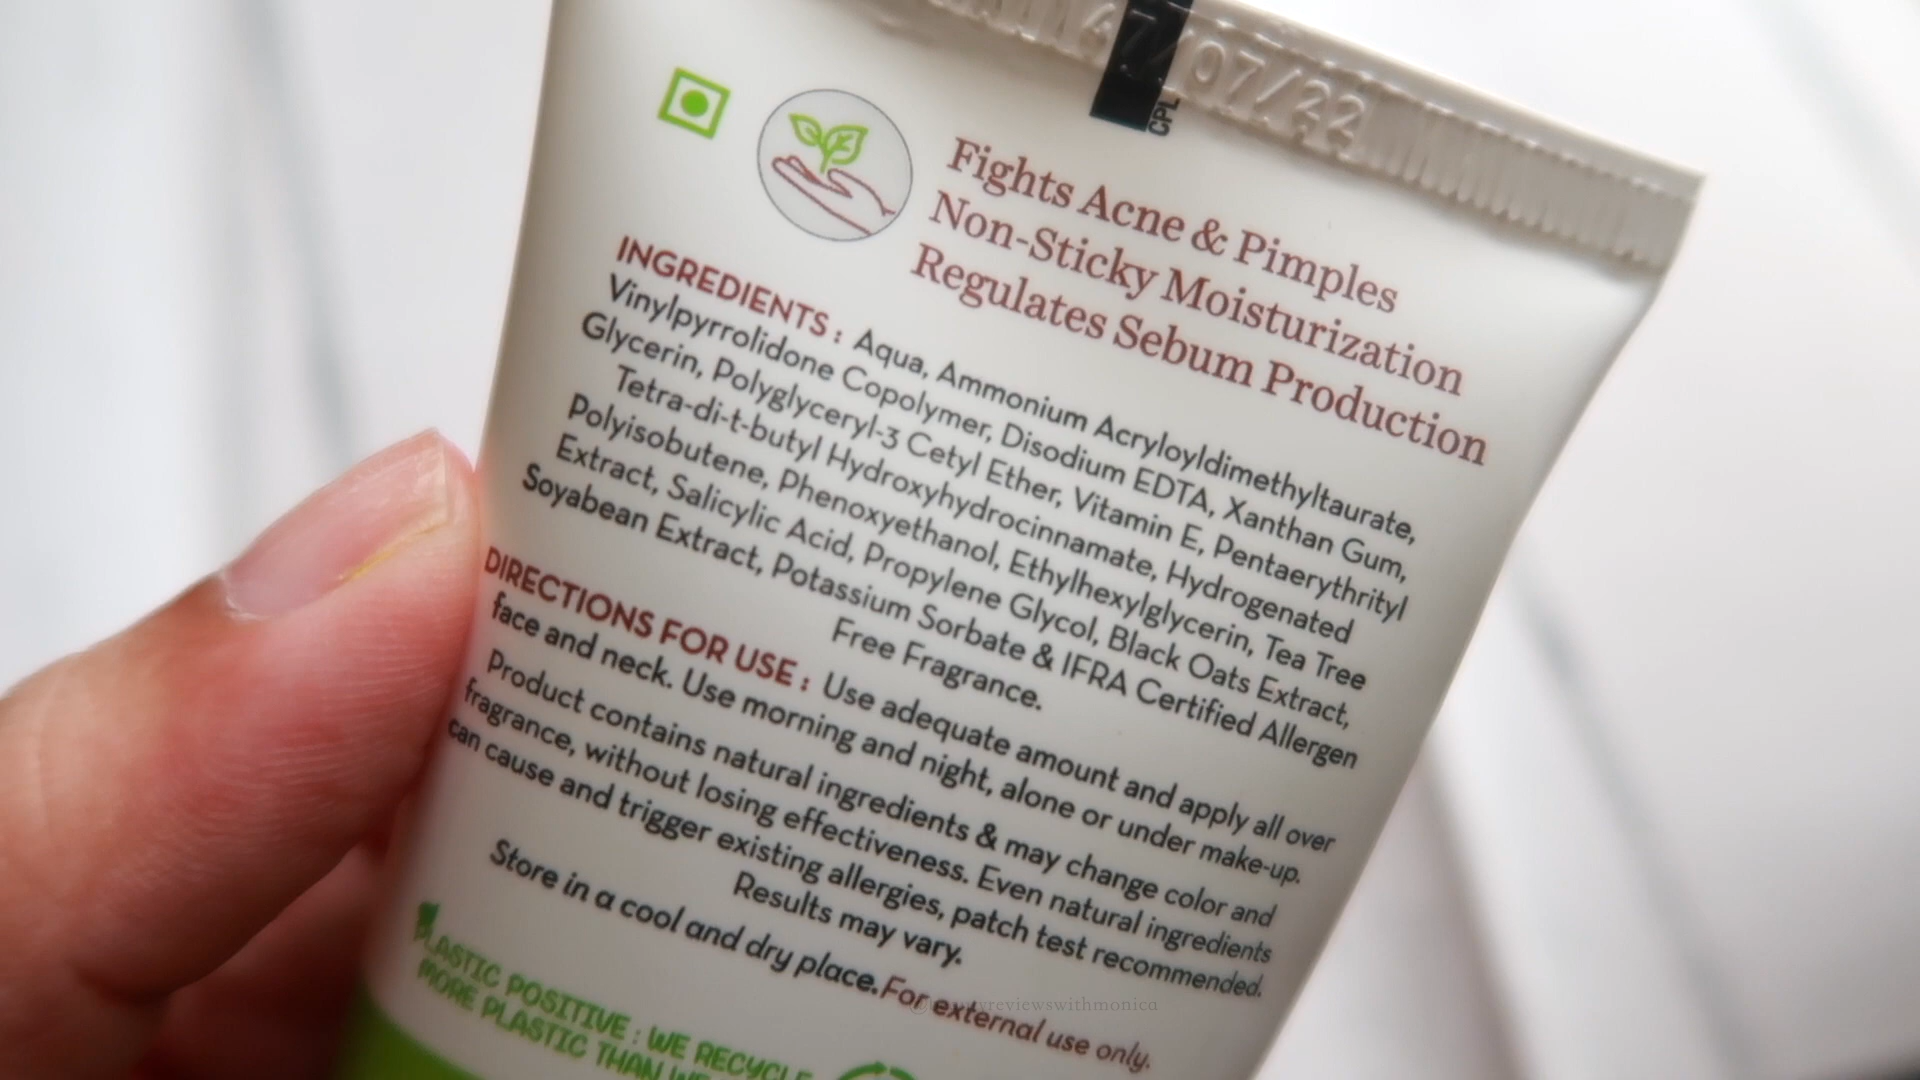 07/22
CPL
Fights Acne & Pimples
Non-Sticky Moisturization
Regulates Sebum Production
INGREDIENTS : Aqua, Ammonium Acryloyldimethyltaurate,
Vinylpyrrolidone Copolymer, Disodium EDTA, Xanthan Gum,
Glycerin, Polyglyceryl-3 Cetyl Ether, Vitamin E, Pentaerythrityl
Tetra-di-t-butyl Hydroxyhydrocinnamate, Hydrogenated
Polyisobutene, Phenoxyethanol, Ethylhexylglycerin, Tea Tree
Extract, Salicylic Acid, Propylene Glycol, Black Oats Extract,
Soyabean Extract, Potassium Sorbate & IFRA Certified Allergen
Free Fragrance.
DIRECTIONS FOR USE : Use adequate amount and apply all over
face and neck. Use morning and night, alone or under make-up.
Product contains natural ingredients & may change color and
fragrance, without losing effectiveness. Even natural ingredients
can cause and trigger existing allergies, patch test recommended.
Results may vary.
Store in a cool and dry place. For external use only.
PLASTIC POSITIVE : WE RECYCLE
MORE PLASTIC THAN WE